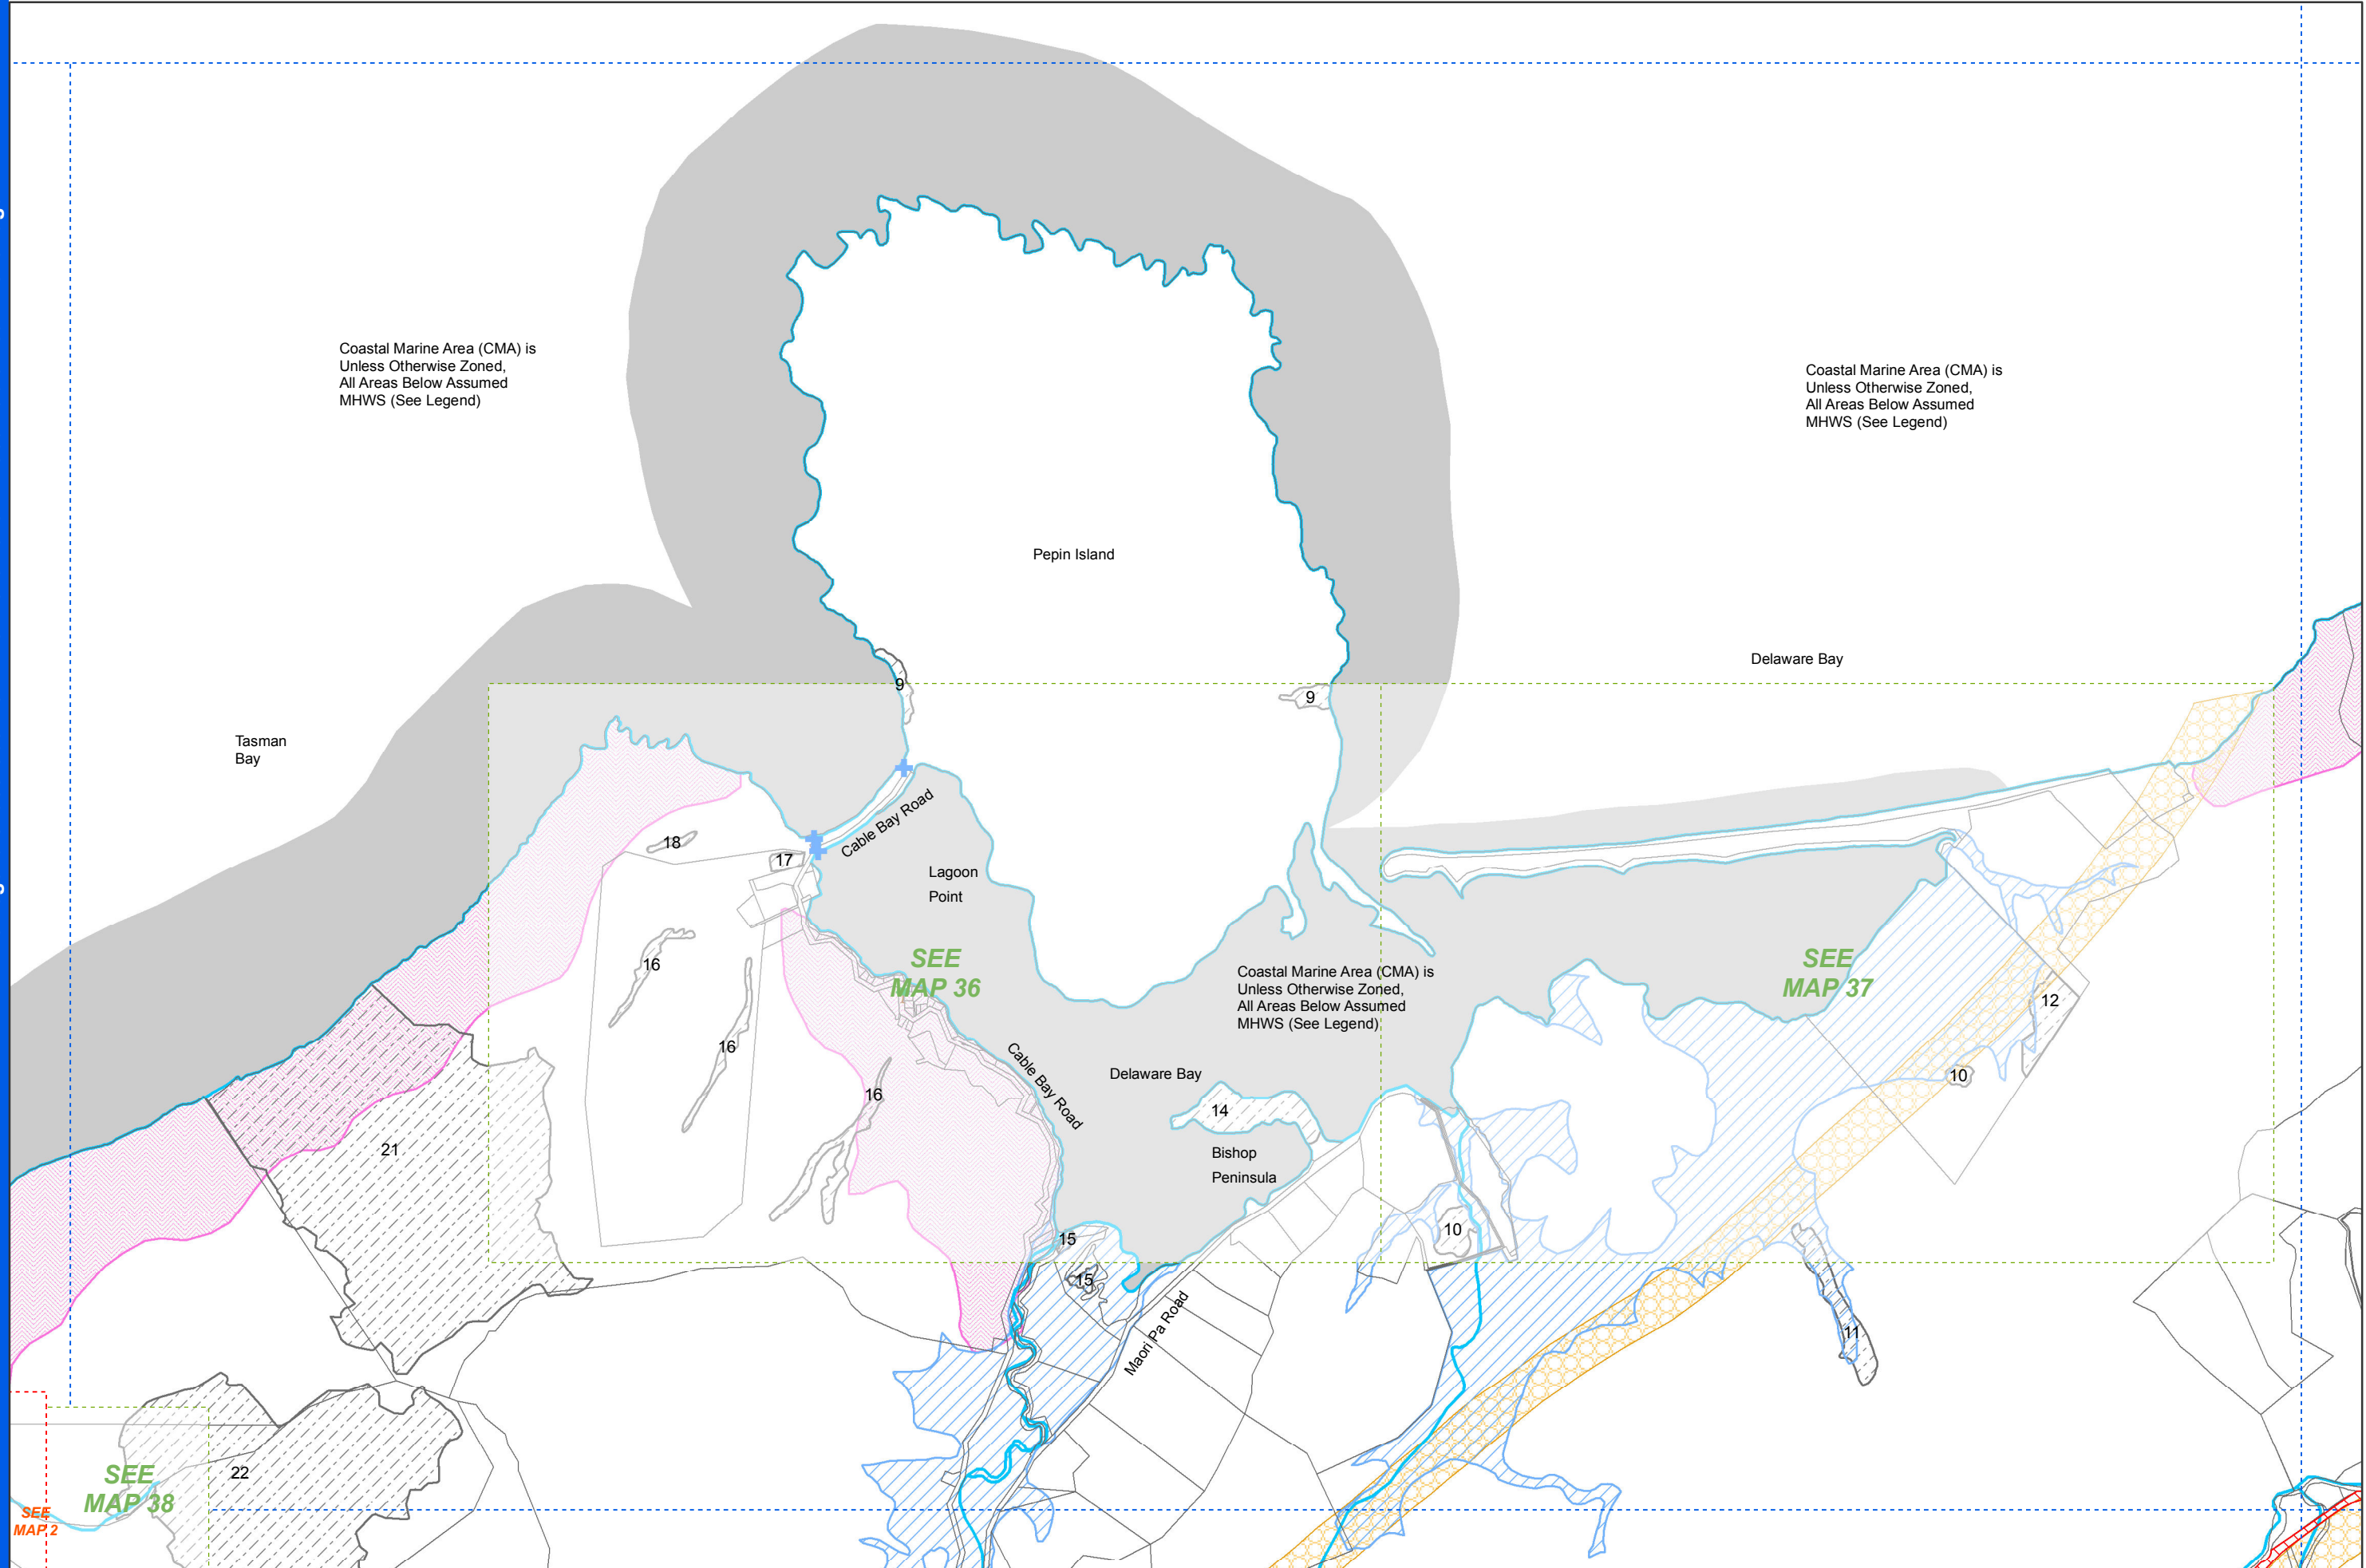 Coastal Marine Area (CMA) is
Unless Otherwise Zoned,
All Areas Below Assumed
MHWS (See Legend)
Coastal Marine Area (CMA) is
Unless Otherwise Zoned,
All Areas Below Assumed
MHWS (See Legend)
Pepin Island
Delaware Bay
9
9
Tasman
Bay
Cable Bay Road
18
17
Lagoon
Point
SEE
MAP 36
SEE
MAP 37
16
Coastal Marine Area (CMA) is
Unless Otherwise Zoned,
All Areas Below Assumed
MHWS (See Legend)
12
16
Cable Bay Road
Delaware Bay
10
16
14
21
Bishop
Peninsula
10
15
15
Maori Pa Road
11
22
SEE
MAP 38
SEE
MAP 2